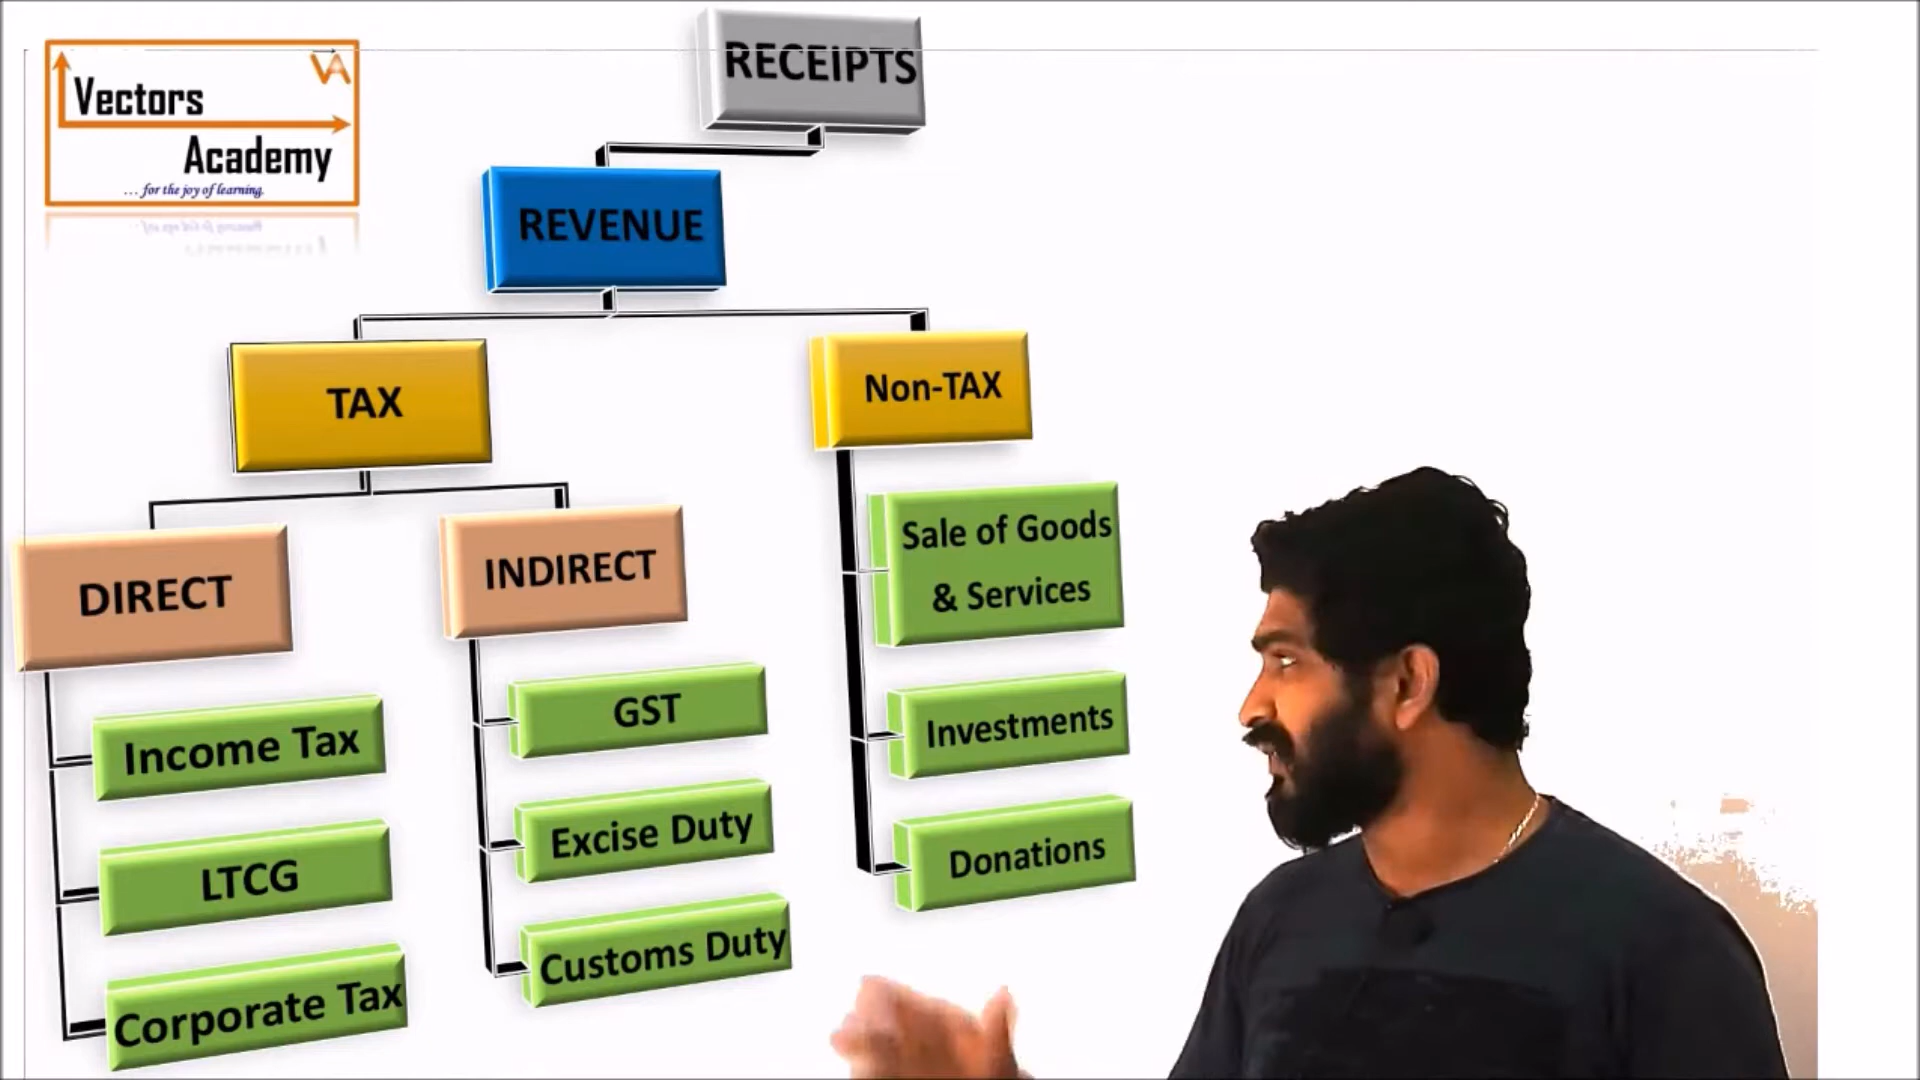 RECEIPTS
VA
Vectors
Academy
... for the joy of learning.
REVENUE
TAX
Non-TAX
DIRECT
INDIRECT
Sale of Goods
& Services
Income Tax
GST
Investments
LTCG
Excise Duty
Donations
Corporate Tax
Customs Duty